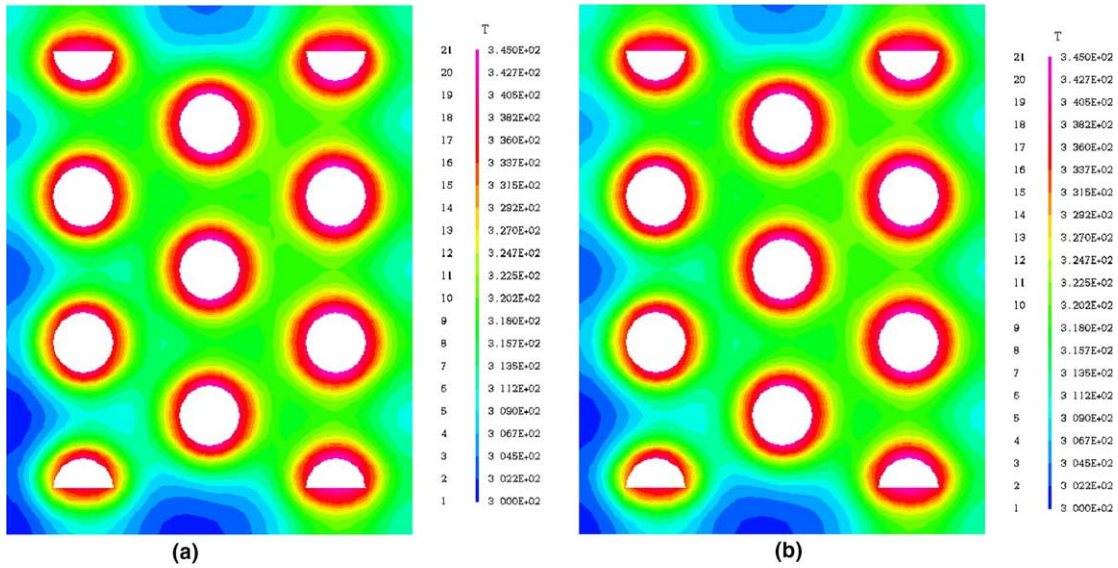 T
21 3.450E+02
20 3.427E+02
19 3.405E+02
18 3.382E+02
17 3.360E+02
16 3.337E+02
15 3.315E+02
14 3.292E+02
13 3.270E+02
12 3.247E+02
11 3.225E+02
10 3.202E+02
9 3.180E+02
8 3.157E+02
7 3.135E+02
6 3.112E+02
5 3.090E+02
4 3.067E+02
3 3.045E+02
2 3.022E+02
1 3.000E+02
(a)
T
21 3.450E+02
20 3.427E+02
19 3.405E+02
18 3.382E+02
17 3.360E+02
16 3.337E+02
15 3.315E+02
14 3.292E+02
13 3.270E+02
12 3.247E+02
11 3.225E+02
10 3.202E+02
9 3.180E+02
8 3.157E+02
7 3.135E+02
6 3.112E+02
5 3.090E+02
4 3.067E+02
3 3.045E+02
2 3.022E+02
1 3.000E+02
(b)